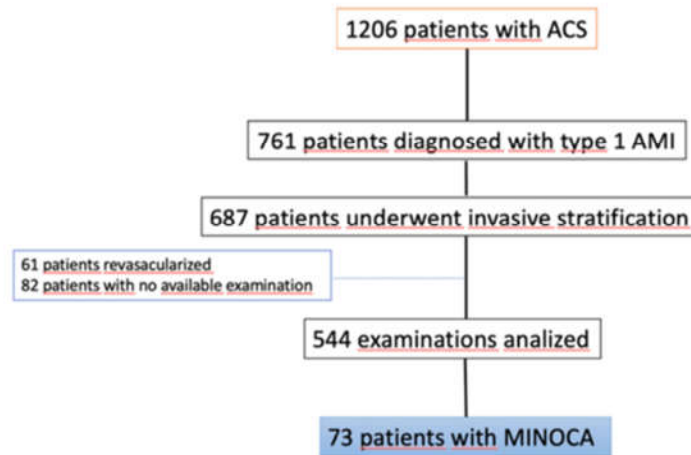 1206 patients with ACS
761 patients diagnosed with type 1 AMI
687 patients underwent invasive stratification
61 patients revasacularized
82 patients with no available examination
544 examinations analized
73 patients with MINOCA